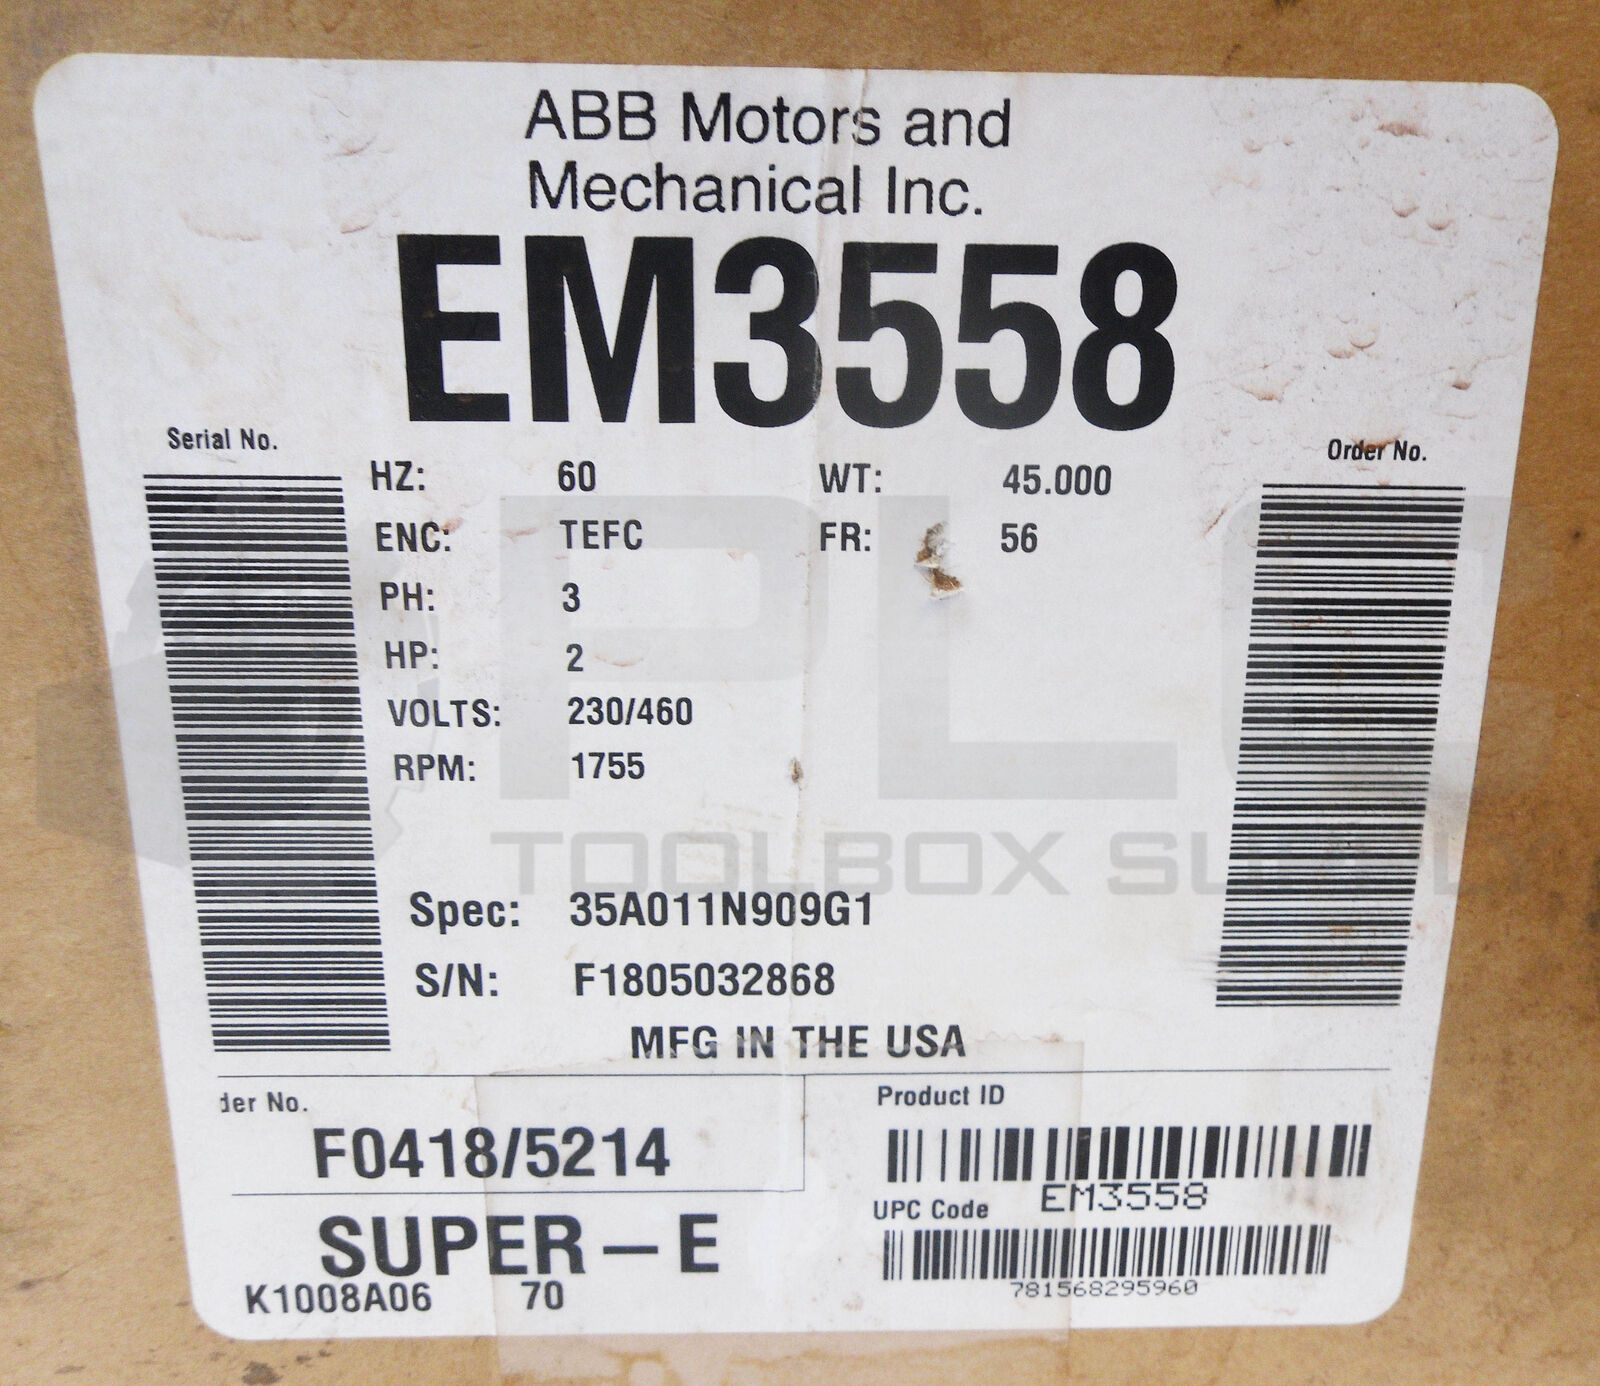 ABB Motors and
Mechanical Inc.
EM3558
Serial No.
Order No.
HZ: 60 WT: 45.000
ENC: TEFC FR: 56
PH: 3
HP: 2
VOLTS: 230/460
RPM: 1755
PLC
TOOLBOX SUPPLY
Spec: 35A011N909G1
S/N: F1805032868
MFG IN THE USA
der No.
F0418/5214
Product ID
EM3558
UPC Code
781568295960
SUPER-E
K1008A06 70